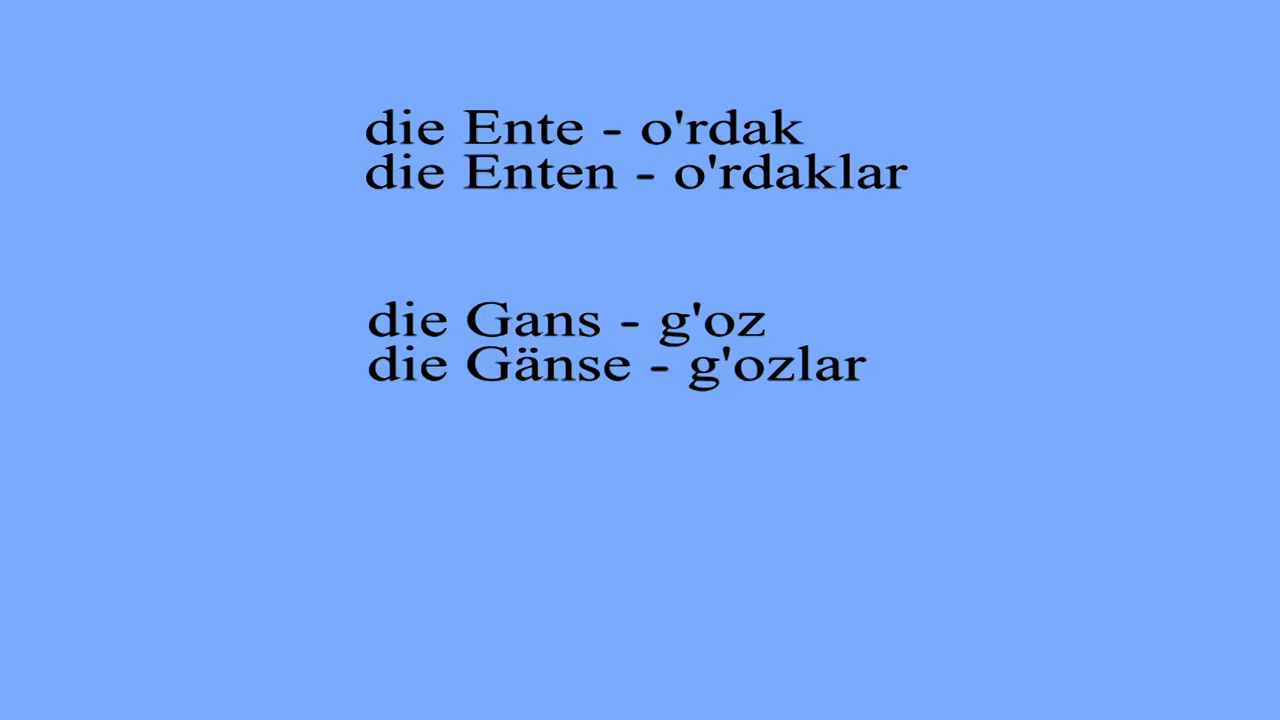 die Ente - o'rdak
die Enten - o'rdaklar
die Gans - g'oz
die Gänse - g'ozlar